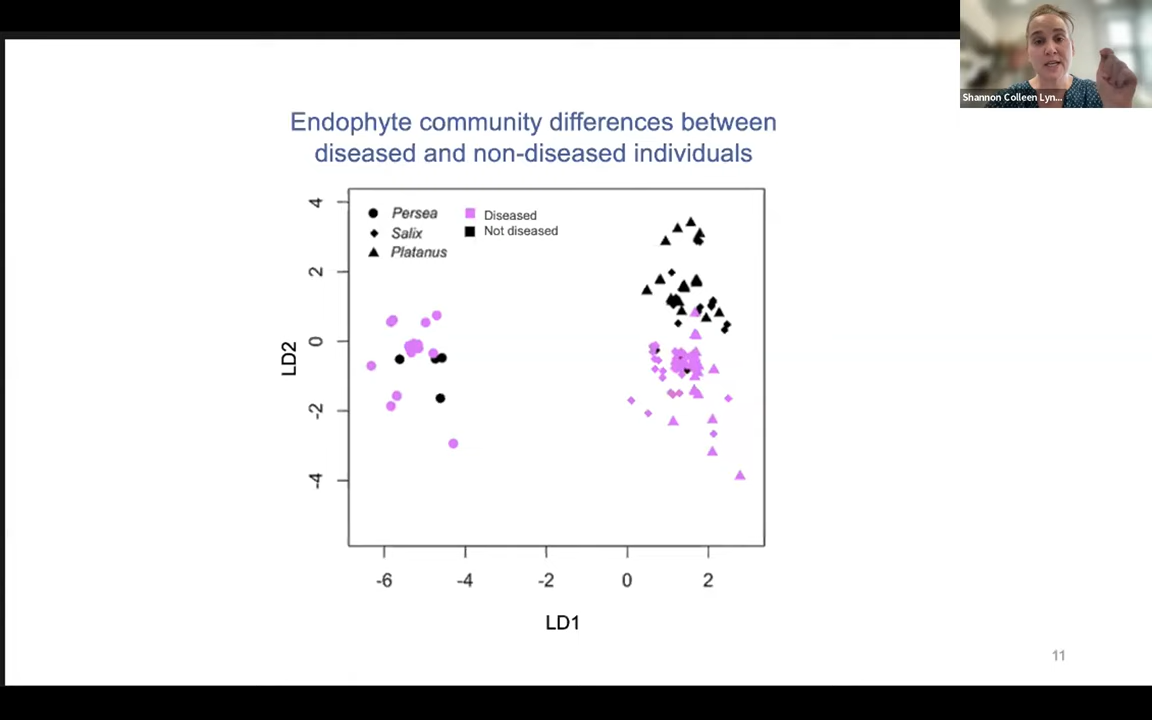 Shannon Colleen Lyn...
Endophyte community differences between
diseased and non-diseased individuals
Persea
Salix
Platanus
Diseased
Not diseased
4
2
0
-2
-4
LD2
-6 -4 -2 0 2
LD1
11